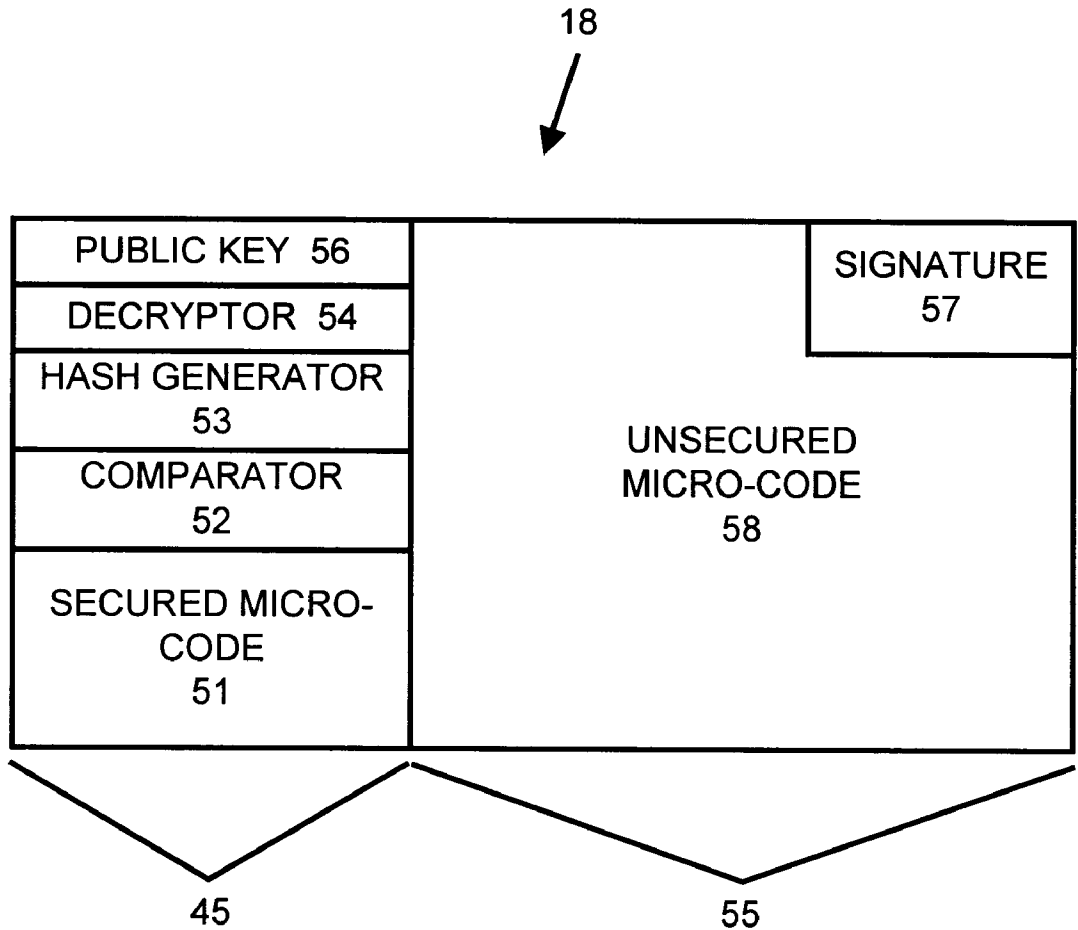 18
PUBLIC KEY 56
DECRYPTOR 54
HASH GENERATOR
53
COMPARATOR
52
SECURED MICRO-
CODE
51
SIGNATURE
57
UNSECURED
MICRO-CODE
58
45
55